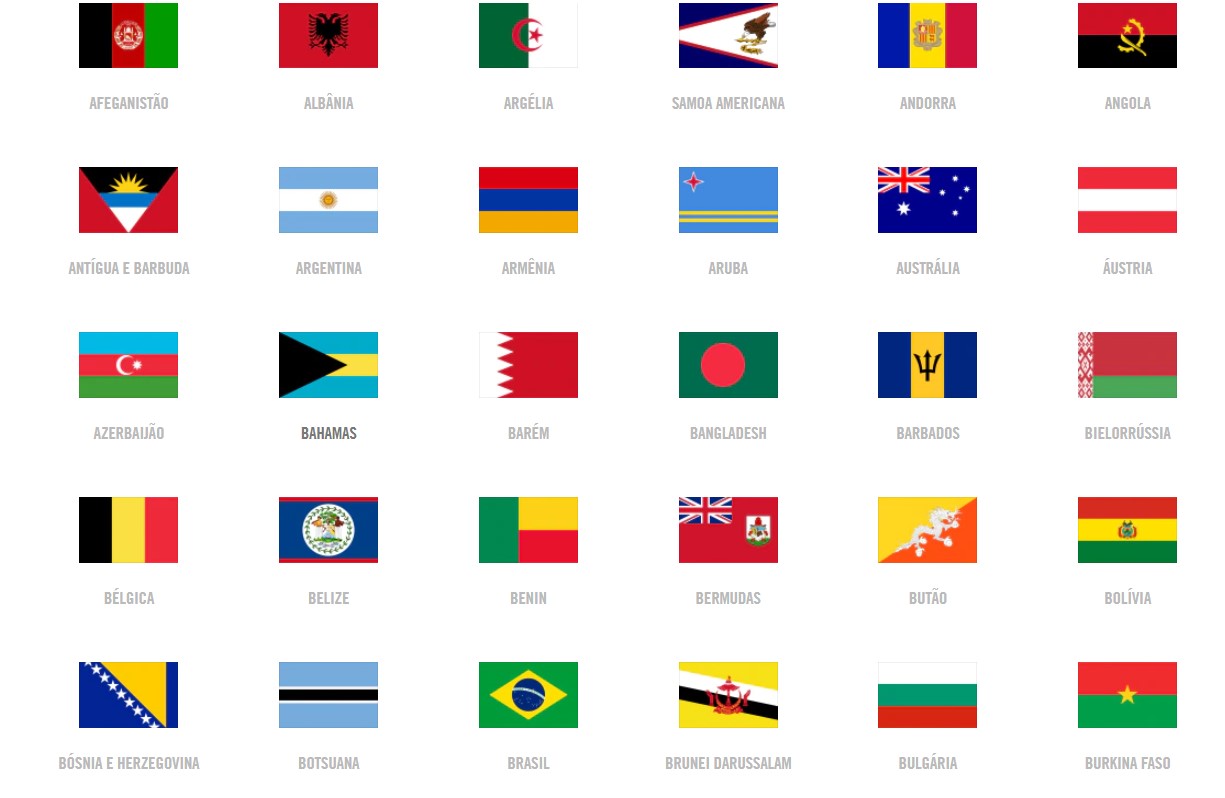 AFEGANISTÃO
ALBÂNIA
ARGÉLIA
SAMOA AMERICANA
ANDORRA
ANGOLA
ANTÍGUA E BARBUDA
ARGENTINA
ARMÊNIA
ARUBA
AUSTRÁLIA
ÁUSTRIA
AZERBAIJÃO
BAHAMAS
BARÉM
BANGLADESH
BARBADOS
BIELORRÚSSIA
BÉLGICA
BELIZE
BENIN
BERMUDAS
BUTÃO
BOLÍVIA
BÓSNIA E HERZEGOVINA
BOTSUANA
BRASIL
BRUNEI DARUSSALAM
BULGÁRIA
BURKINA FASO